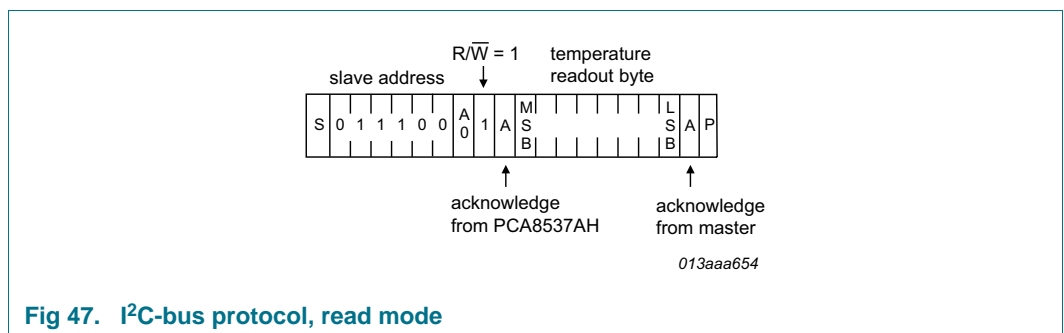 R/W̅ = 1 temperature
slave address readout byte
S 0 1 1 1 0 0 A0 1 A MSB LSB A P
acknowledge acknowledge
from PCA8537AH from master
013aaa654
Fig 47. I²C-bus protocol, read mode